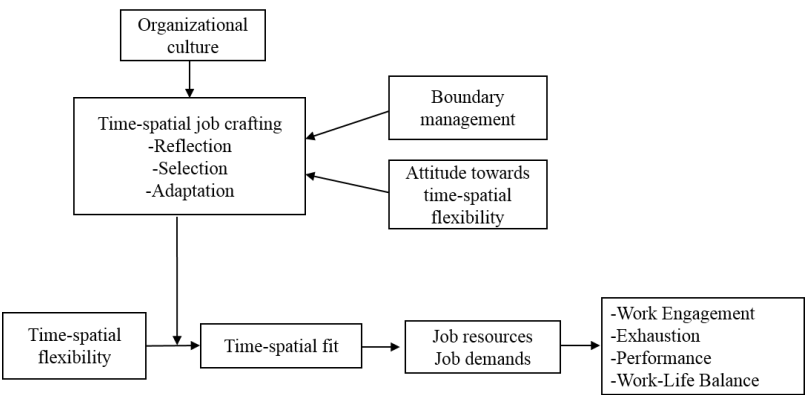 Organizational
culture
Time-spatial job crafting
-Reflection
-Selection
-Adaptation
Boundary
management
Attitude towards
time-spatial
flexibility
Time-spatial
flexibility
Time-spatial fit
Job resources
Job demands
-Work Engagement
-Exhaustion
-Performance
-Work-Life Balance